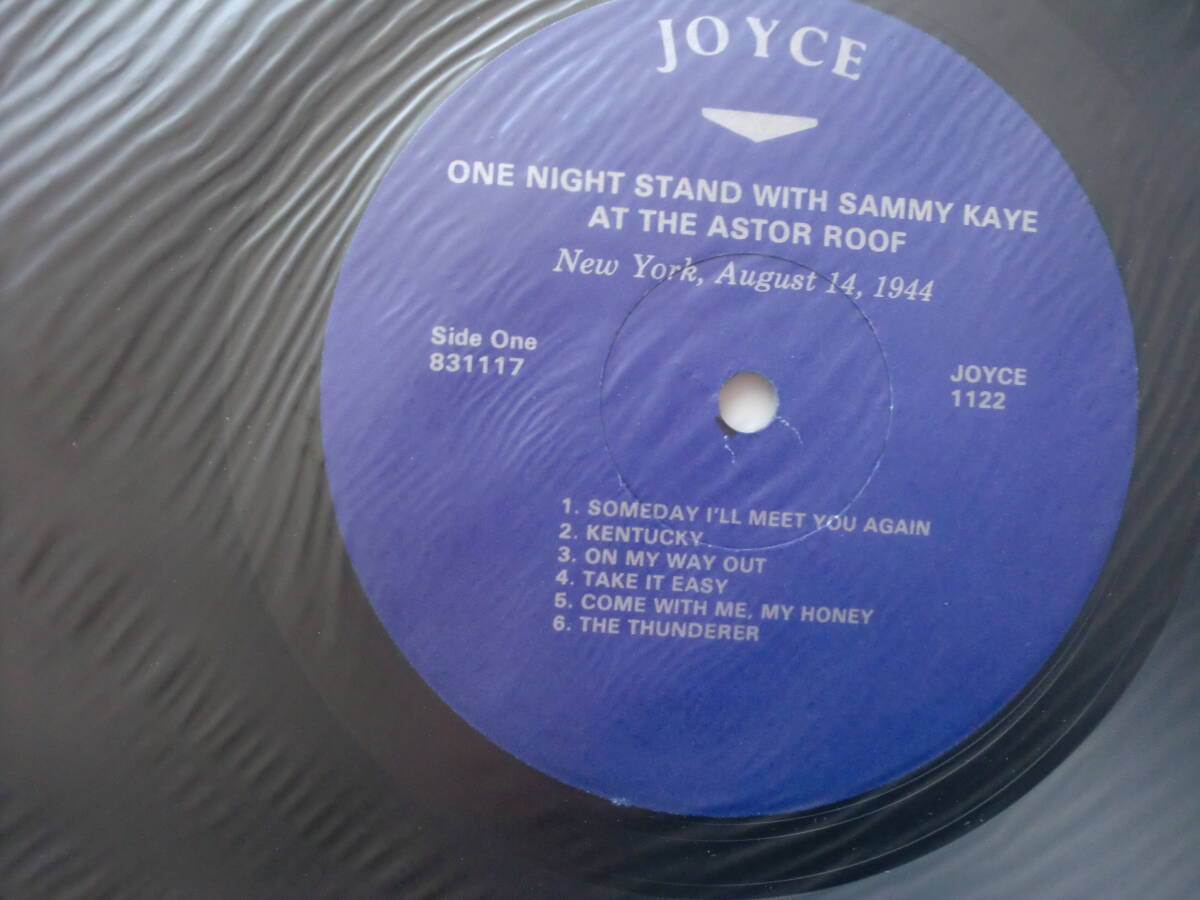 JOYCE
ONE NIGHT STAND WITH SAMMY KAYE
AT THE ASTOR ROOF
New York, August 14, 1944
Side One
831117
JOYCE
1122
1. SOMEDAY I'LL MEET YOU AGAIN
2. KENTUCKY
3. ON MY WAY OUT
4. TAKE IT EASY
5. COME WITH ME, MY HONEY
6. THE THUNDERER